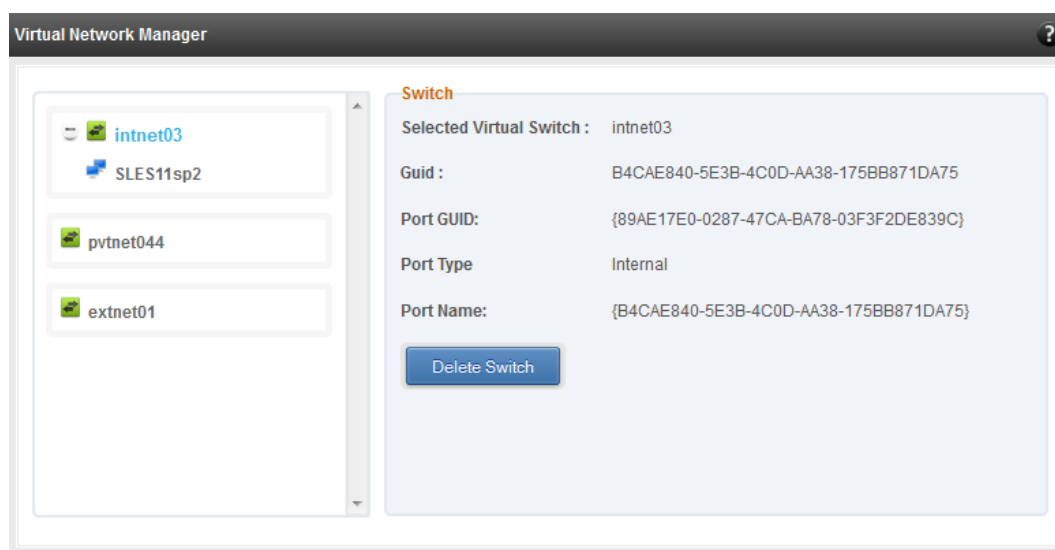 Virtual Network Manager
?
intnet03
SLES11sp2
pvtnet044
extnet01
Switch
Selected Virtual Switch : intnet03
Guid : B4CAE840-5E3B-4C0D-AA38-175BB871DA75
Port GUID: {89AE17E0-0287-47CA-BA78-03F3F2DE839C}
Port Type Internal
Port Name: {B4CAE840-5E3B-4C0D-AA38-175BB871DA75}
Delete Switch